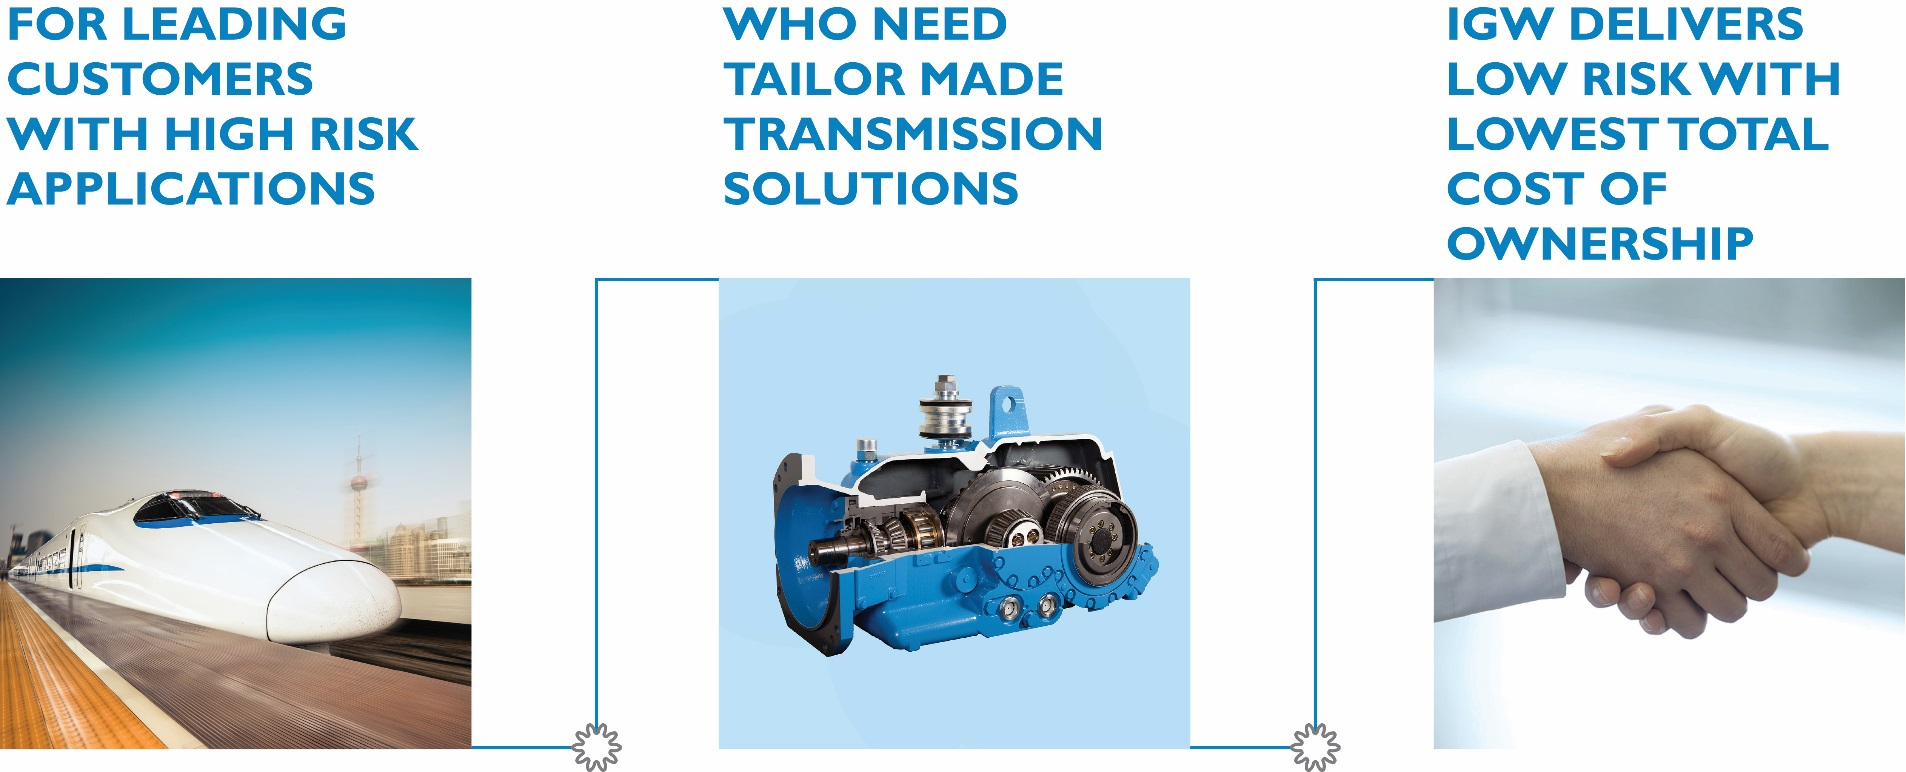 FOR LEADING
CUSTOMERS
WITH HIGH RISK
APPLICATIONS
WHO NEED
TAILOR MADE
TRANSMISSION
SOLUTIONS
IGW DELIVERS
LOW RISK WITH
LOWEST TOTAL
COST OF
OWNERSHIP